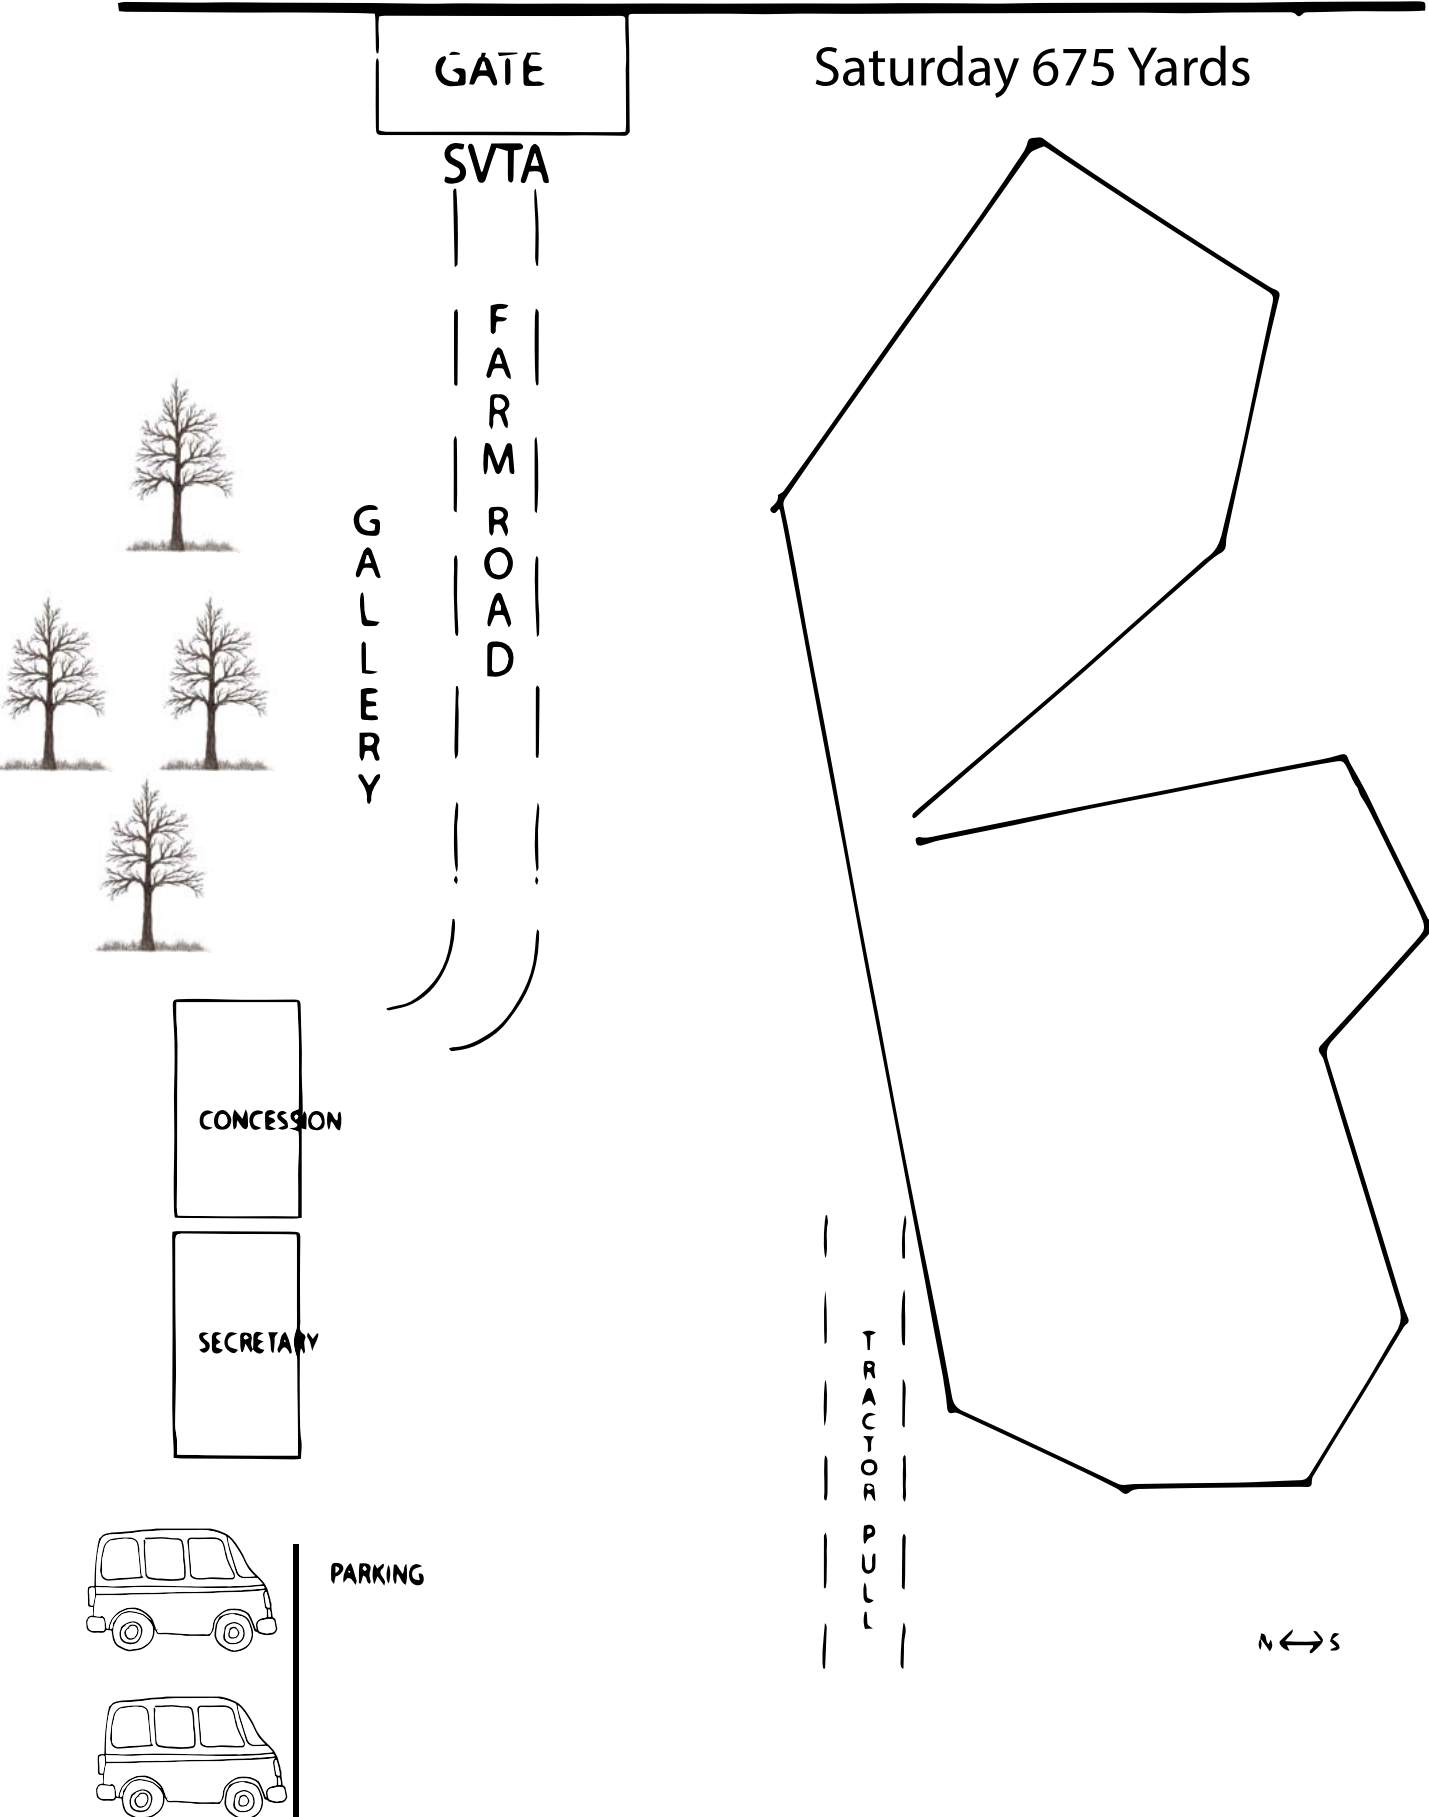 GATE
Saturday 675 Yards
SVTA
FARM ROAD
GALLERY
CONCESSION
SECRETARY
TRACTOR PULL
PARKING
N S